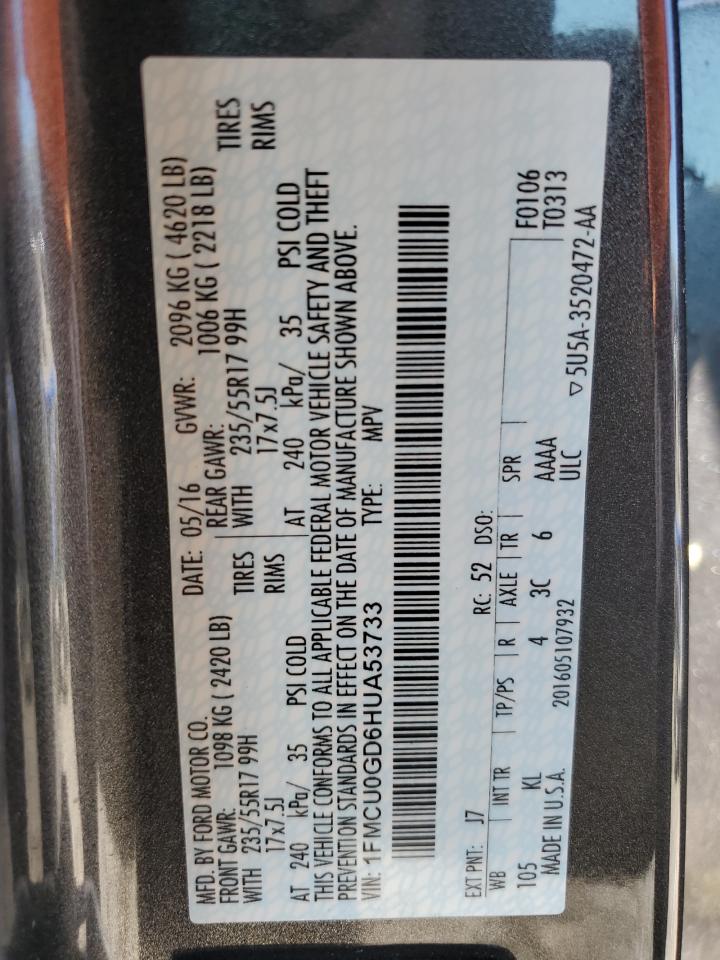 MFD. BY FORD MOTOR CO.
DATE: 05/16 GVWR: 2096 KG ( 4620 LB)
FRONT GAWR: 1098 KG ( 2420 LB) REAR GAWR: 1006 KG ( 2218 LB)
WITH 235/55R17 99H TIRES WITH 235/55R17 99H TIRES
17x7.5J RIMS 17x7.5J RIMS
AT 240 kPa/ 35 PSI COLD AT 240 kPa/ 35 PSI COLD
THIS VEHICLE CONFORMS TO ALL APPLICABLE FEDERAL MOTOR VEHICLE SAFETY AND THEFT
PREVENTION STANDARDS IN EFFECT ON THE DATE OF MANUFACTURE SHOWN ABOVE.
VIN: 1FMCU0GD6HUA53733 TYPE: MPV
EXT PNT: J7 RC: 52 DSO:
WB INT TR TP/PS R AXLE TR SPR F0106
105 KL 4 3C 6 AAAA T0313
MADE IN U.S.A. 201605107932 ULC ▽5U5A-3520472-AA